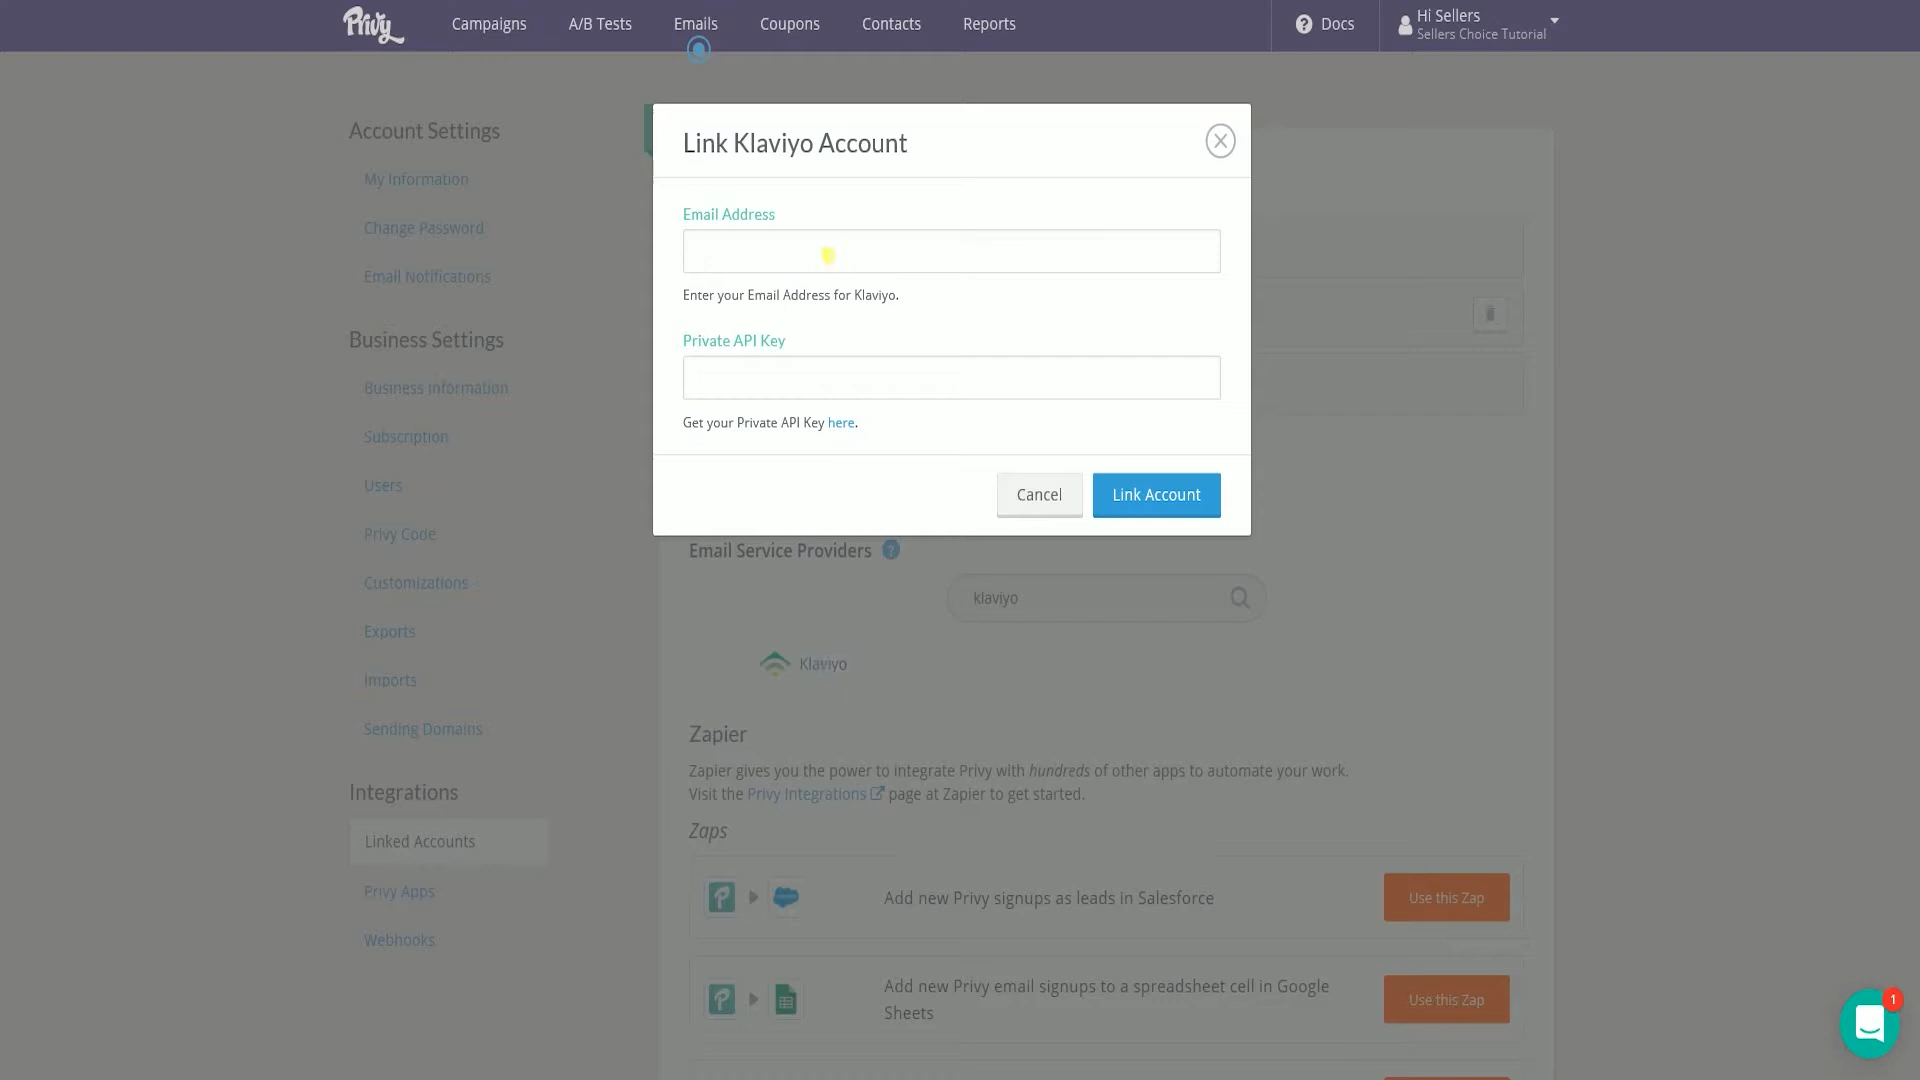 Privy
Campaigns
A/B Tests
Emails
Coupons
Contacts
Reports
? Docs
Hi Sellers
Sellers Choice Tutorial
Account Settings
My Information
Change Password
Email Notifications
Business Settings
Business Information
Subscription
Users
Privy Code
Customizations
Exports
Imports
Sending Domains
Integrations
Linked Accounts
Privy Apps
Webhooks
Link Klaviyo Account
Email Address
Enter your Email Address for Klaviyo.
Private API Key
Get your Private API Key here.
Cancel
Link Account
Email Service Providers ?
klaviyo
Klaviyo
Zapier
Zapier gives you the power to integrate Privy with hundreds of other apps to automate your work.
Visit the Privy Integrations page at Zapier to get started.
Zaps
Add new Privy signups as leads in Salesforce
Use this Zap
Add new Privy email signups to a spreadsheet cell in Google
Sheets
Use this Zap
1